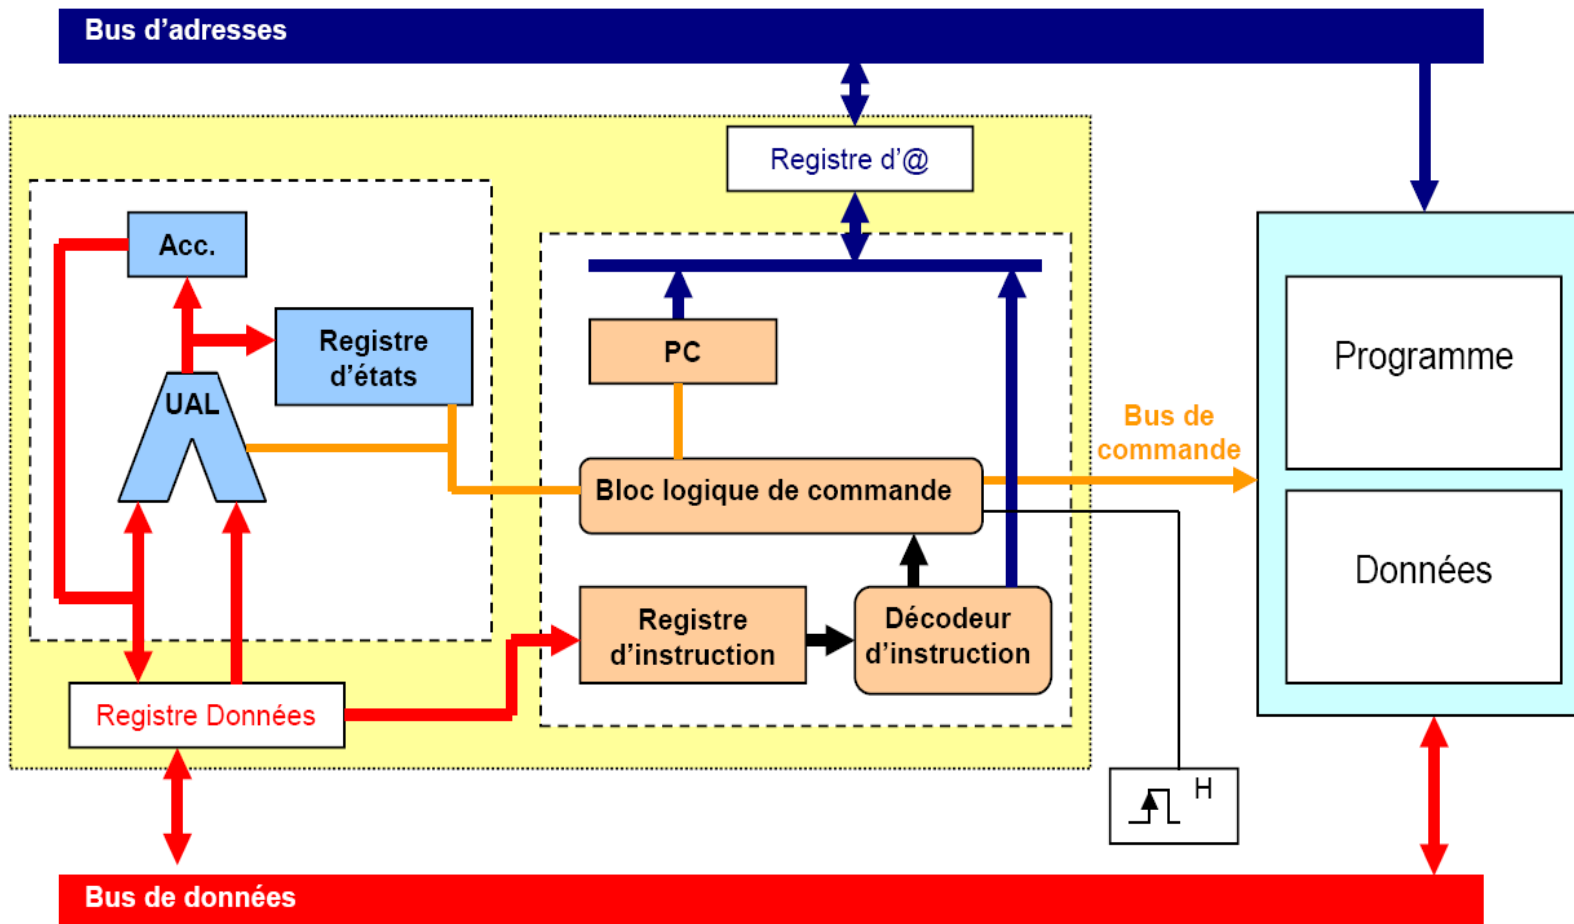 Bus d'adresses
Registre d'@
Acc.
Registre
d'états
UAL
PC
Bus de
commande
Bloc logique de commande
Programme
Données
Registre
d'instruction
Décodeur
d'instruction
Registre Données
H
Bus de données